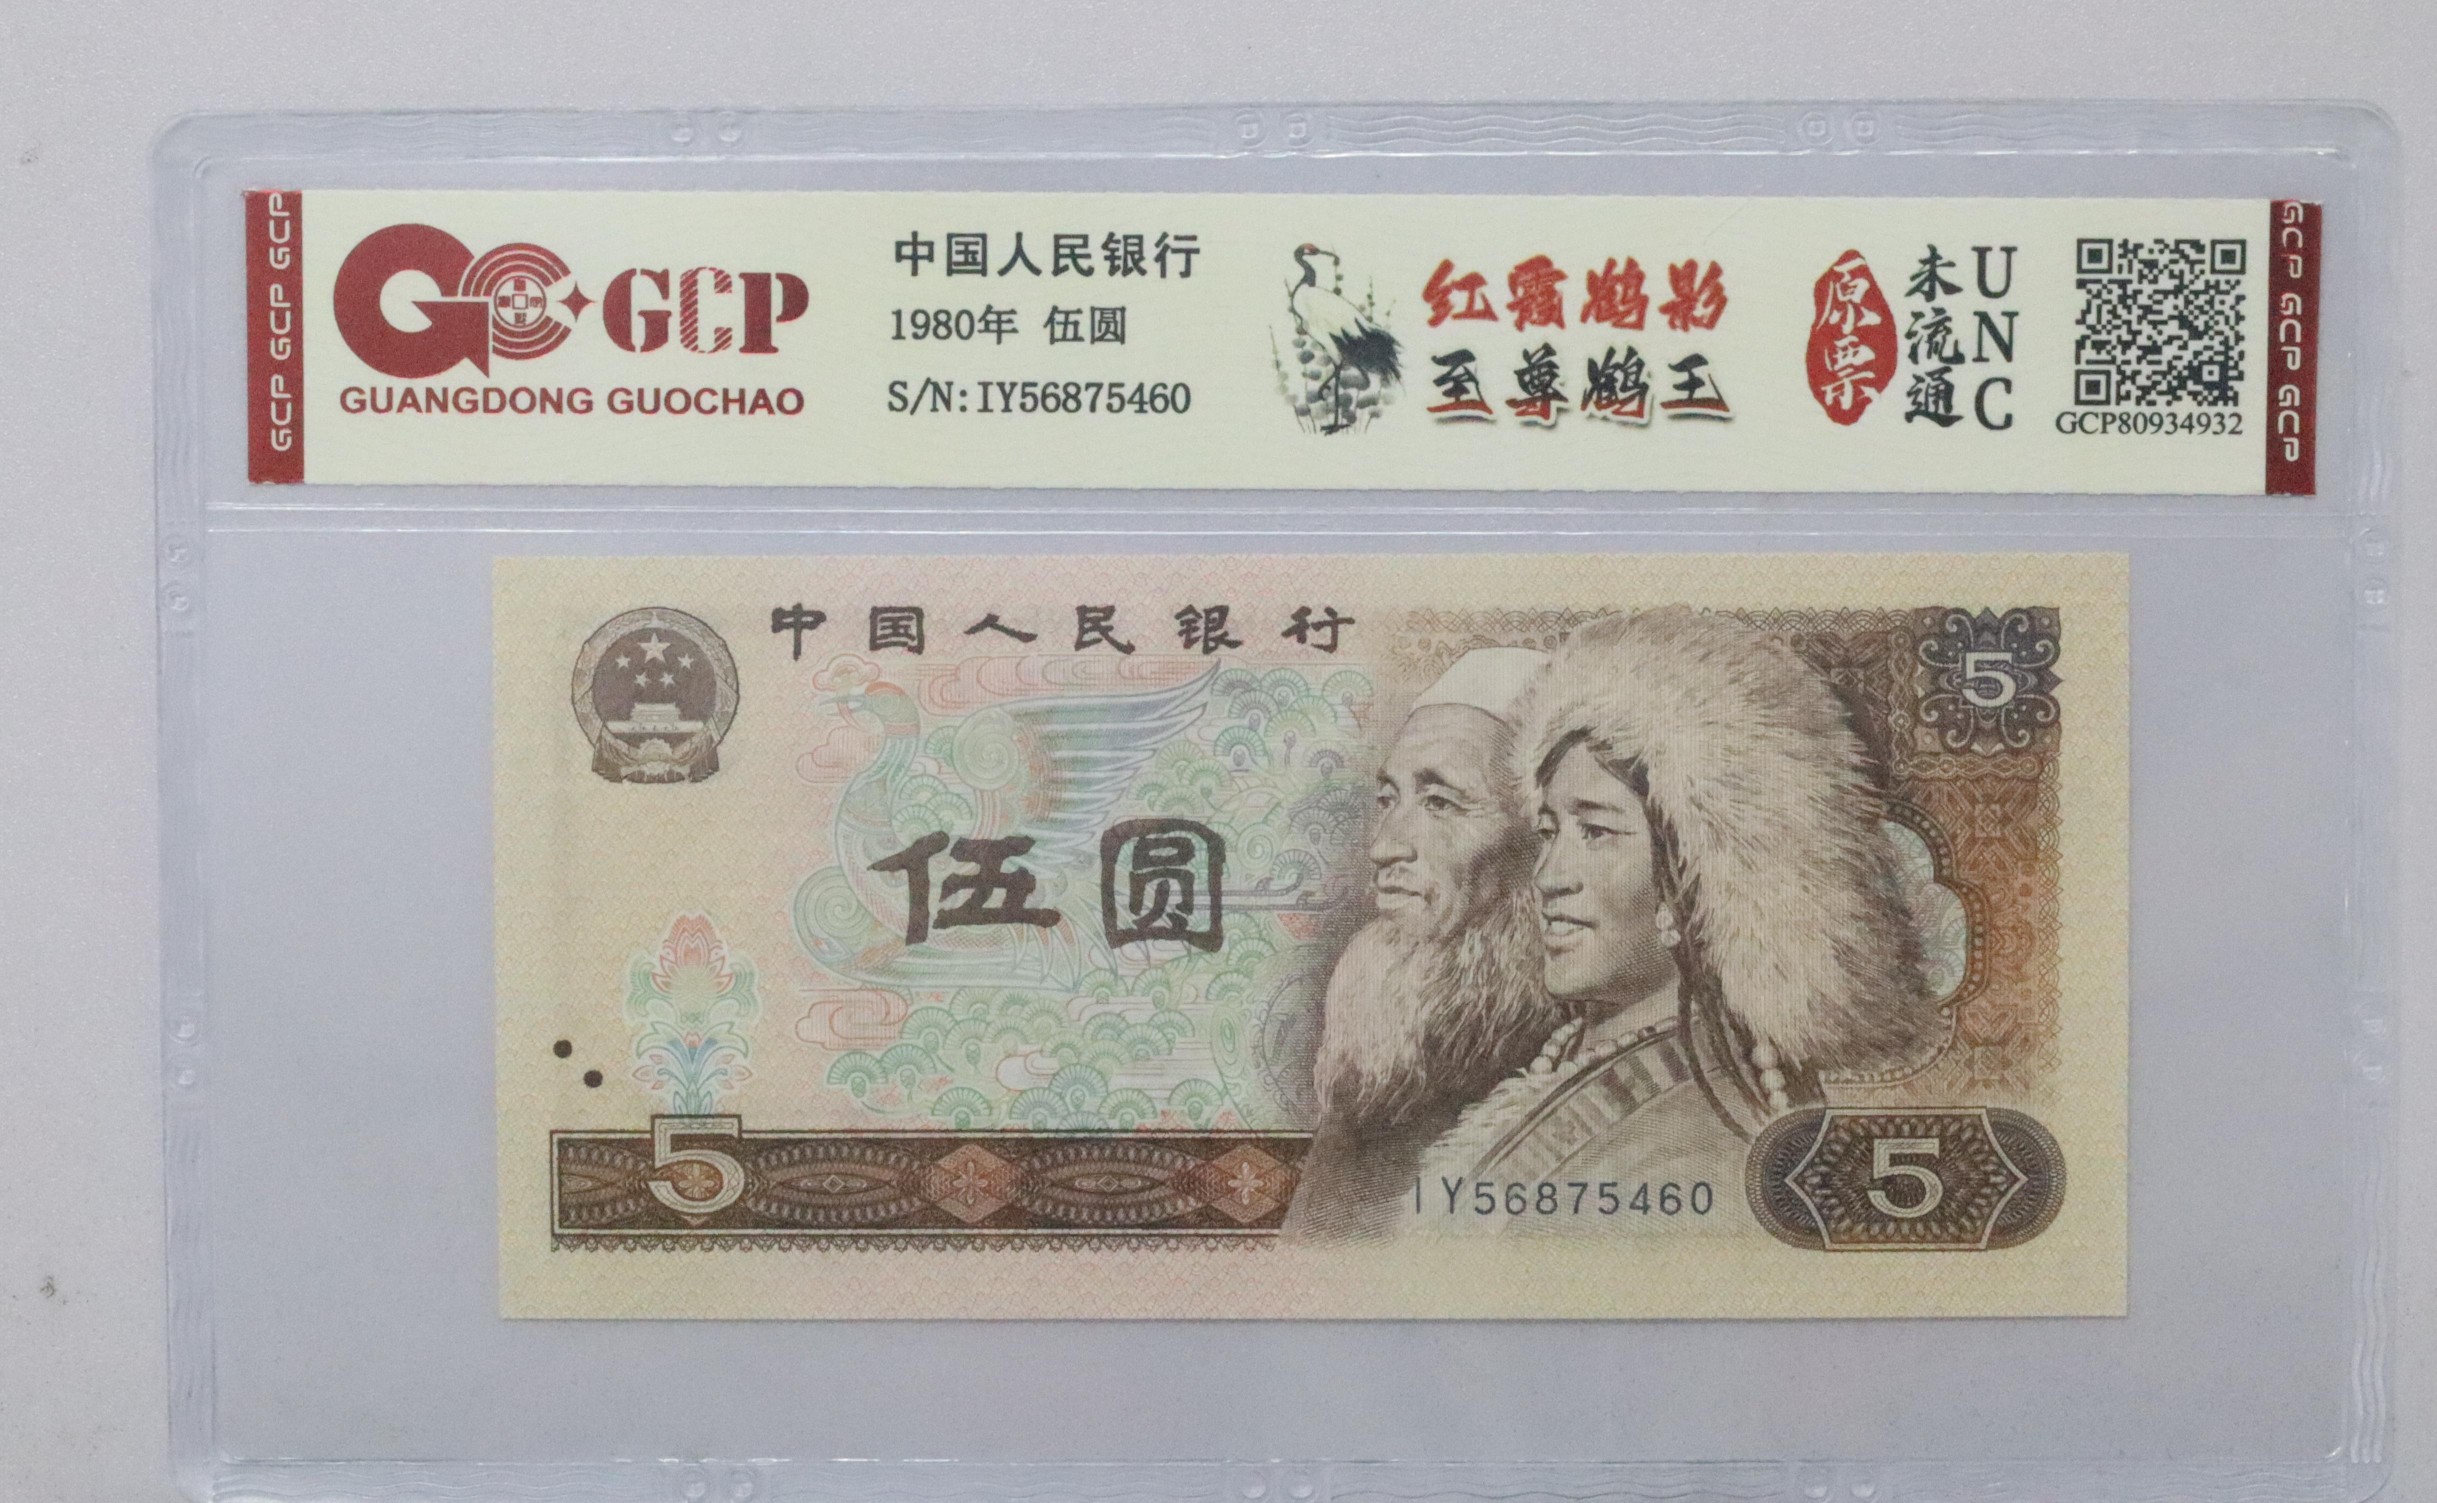 GCP GCP GCP
GCP
GUANGDONG GUOCHAO
中国人民银行
1980年 伍圆
S/N:IY56875460
红霞鹤影
至尊鹤王
原票
未流通
UNC
GCP80934932
GCP GCP GCP
中国人民银行
5
伍圆
5
IY56875460
5